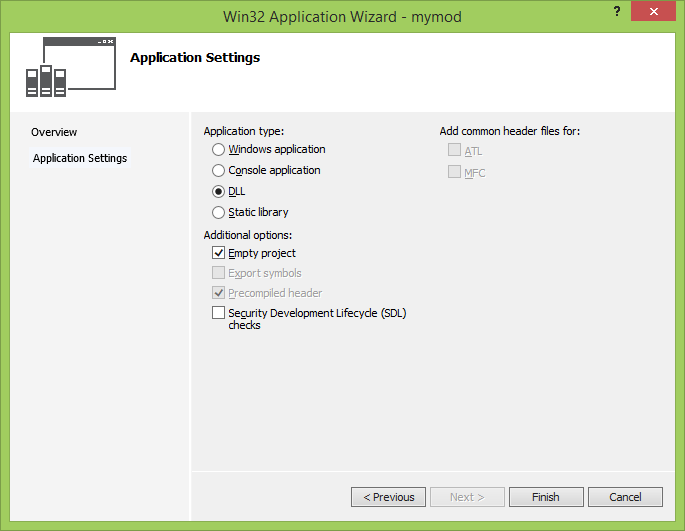 Win32 Application Wizard - mymod
?
Application Settings
Overview
Application Settings
Application type:
Windows application
Console application
DLL
Static library
Additional options:
Empty project
Export symbols
Precompiled header
Security Development Lifecycle (SDL)
checks
Add common header files for:
ATL
MFC
< Previous
Next >
Finish
Cancel